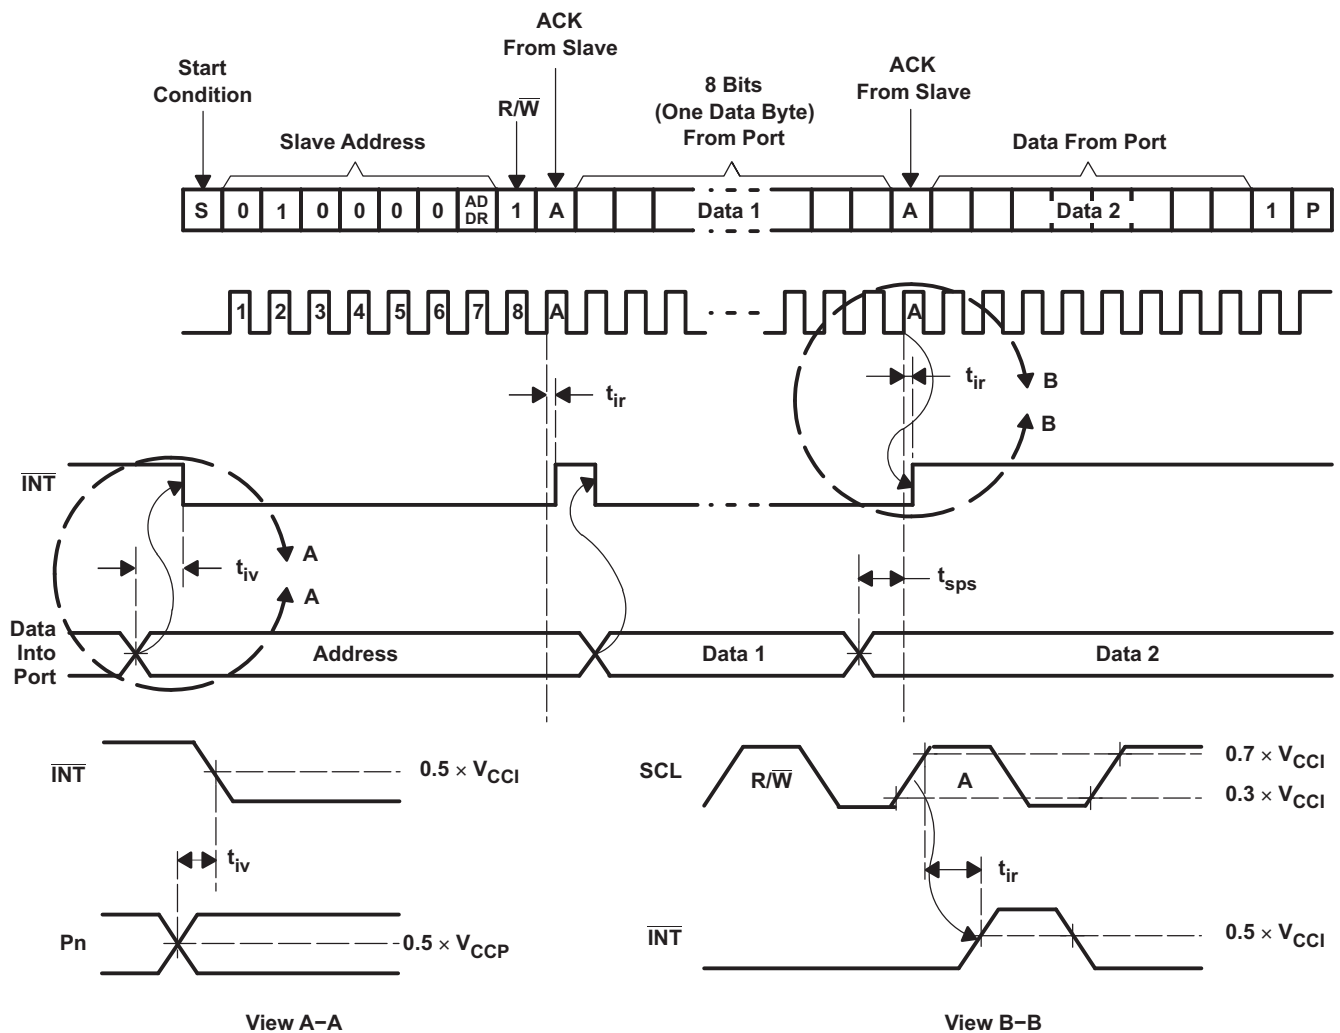 ACK
From Slave
Start
Condition
R/W̅
ACK
From Slave
8 Bits
(One Data Byte)
From Port
Slave Address
Data From Port
S 0 1 0 0 0 0 AD DR 1 A Data 1 A Data 2 1 P
1 2 3 4 5 6 7 8 A A
t_ir
t_ir
B
B
I̅N̅T̅
t_iv
A
A
t_sps
Data
Into
Port
Address
Data 1
Data 2
I̅N̅T̅
0.5 × V_CCI
t_iv
Pn
0.5 × V_CCP
View A−A
SCL
R/W̅
A
0.7 × V_CCI
0.3 × V_CCI
t_ir
I̅N̅T̅
0.5 × V_CCI
View B−B